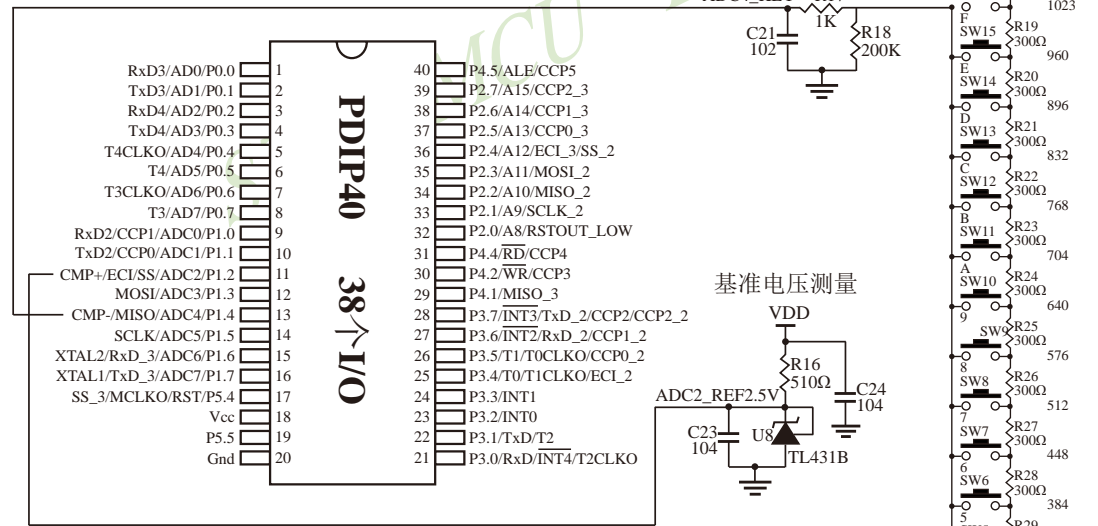 1023
1K
C21
102
R18
200K
MCU
PDIP40
38个I/O
RxD3/AD0/P0.0 1
TxD3/AD1/P0.1 2
RxD4/AD2/P0.2 3
TxD4/AD3/P0.3 4
T4CLKO/AD4/P0.4 5
T4/AD5/P0.5 6
T3CLKO/AD6/P0.6 7
T3/AD7/P0.7 8
RxD2/CCP1/ADC0/P1.0 9
TxD2/CCP0/ADC1/P1.1 10
CMP+/ECI/SS/ADC2/P1.2 11
MOSI/ADC3/P1.3 12
CMP-/MISO/ADC4/P1.4 13
SCLK/ADC5/P1.5 14
XTAL2/RxD_3/ADC6/P1.6 15
XTAL1/TxD_3/ADC7/P1.7 16
SS_3/MCLKO/RST/P5.4 17
Vcc 18
P5.5 19
Gnd 20
40 P4.5/ALE/CCP5
39 P2.7/A15/CCP2_3
38 P2.6/A14/CCP1_3
37 P2.5/A13/CCP0_3
36 P2.4/A12/ECI_3/SS_2
35 P2.3/A11/MOSI_2
34 P2.2/A10/MISO_2
33 P2.1/A9/SCLK_2
32 P2.0/A8/RSTOUT_LOW
31 P4.4/RD/CCP4
30 P4.2/WR/CCP3
29 P4.1/MISO_3
28 P3.7/INT3/TxD_2/CCP2/CCP2_2
27 P3.6/INT2/RxD_2/CCP1_2
26 P3.5/T1/T0CLKO/CCP0_2
25 P3.4/T0/T1CLKO/ECI_2
24 P3.3/INT1
23 P3.2/INT0
22 P3.1/TxD/T2
21 P3.0/RxD/INT4/T2CLKO
基准电压测量
VDD
R16
510Ω
C24
104
ADC2_REF2.5V
C23
104
U8
TL431B
F
SW15
R19
300Ω
960
E
SW14
R20
300Ω
896
D
SW13
R21
300Ω
832
C
SW12
R22
300Ω
768
B
SW11
R23
300Ω
704
A
SW10
R24
300Ω
640
9
SW9
R25
300Ω
576
8
SW8
R26
300Ω
512
7
SW7
R27
300Ω
448
6
SW6
R28
300Ω
384
5
R29